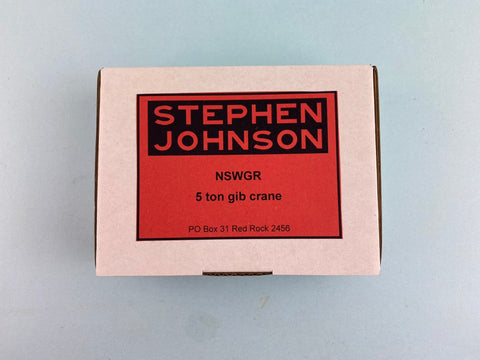 STEPHEN
JOHNSON
NSWGR
5 ton gib crane
PO Box 31 Red Rock 2456